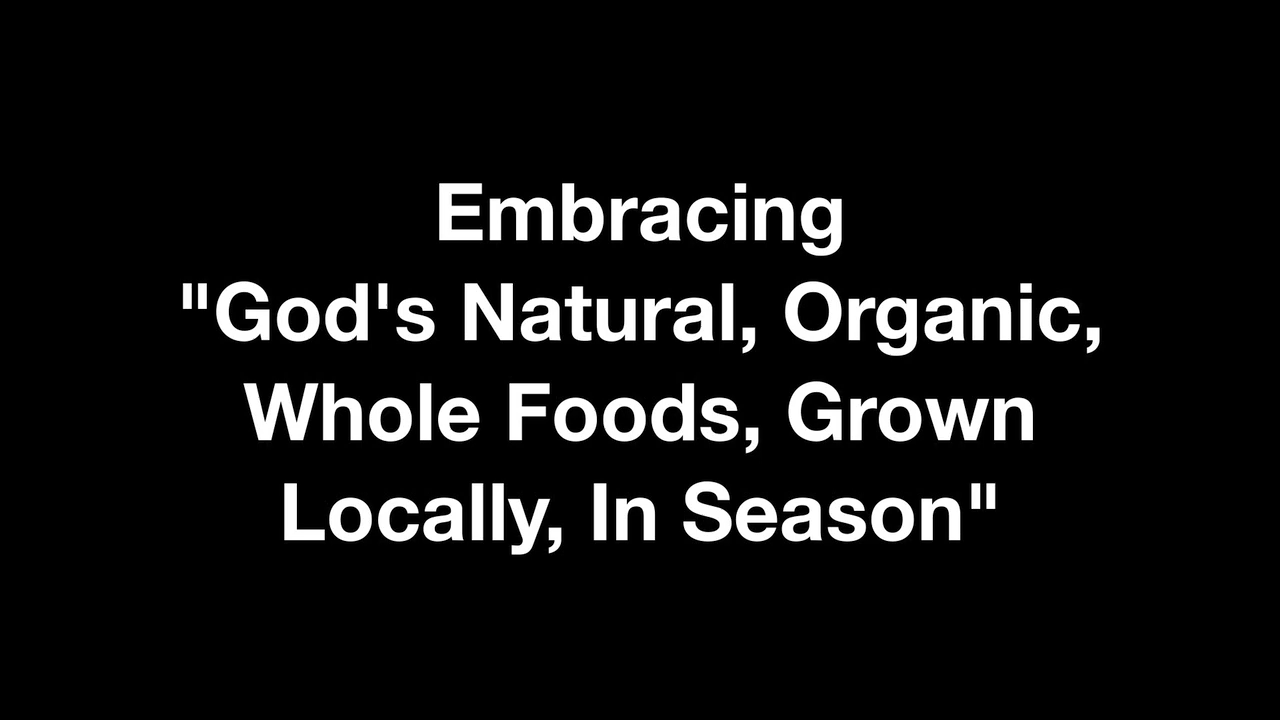 Embracing
"God's Natural, Organic,
Whole Foods, Grown
Locally, In Season"